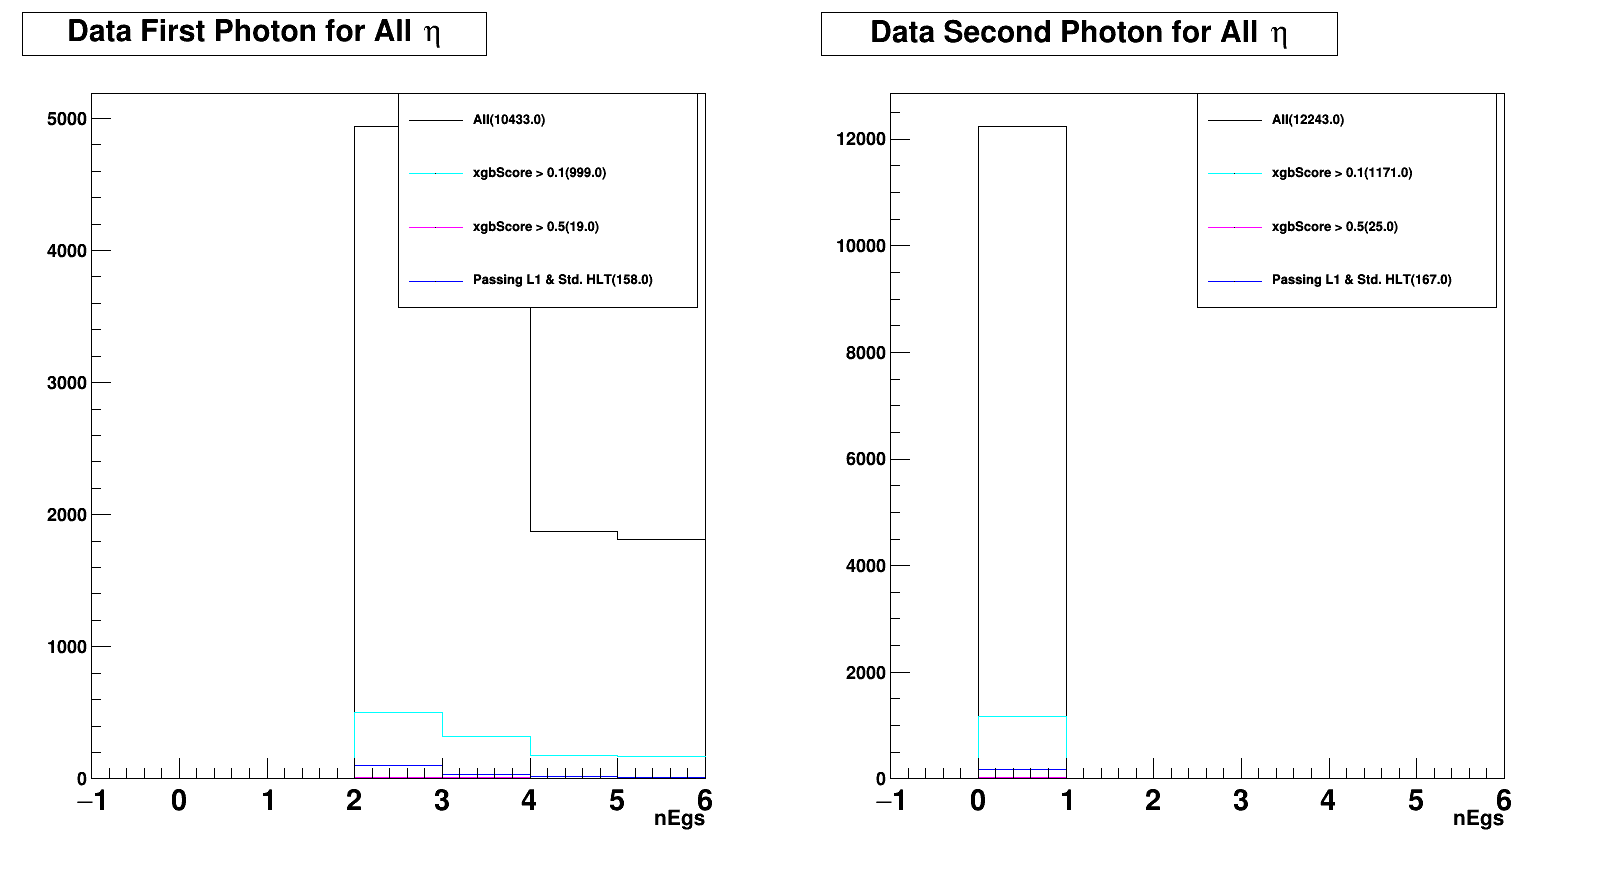 Data First Photon for All η
5000
4000
3000
2000
1000
0
All(10433.0)
xgbScore > 0.1(999.0)
xgbScore > 0.5(19.0)
Passing L1 & Std. HLT(158.0)
−1 0 1 2 3 4 5 6
nEgs
Data Second Photon for All η
12000
10000
8000
6000
4000
2000
0
All(12243.0)
xgbScore > 0.1(1171.0)
xgbScore > 0.5(25.0)
Passing L1 & Std. HLT(167.0)
−1 0 1 2 3 4 5 6
nEgs